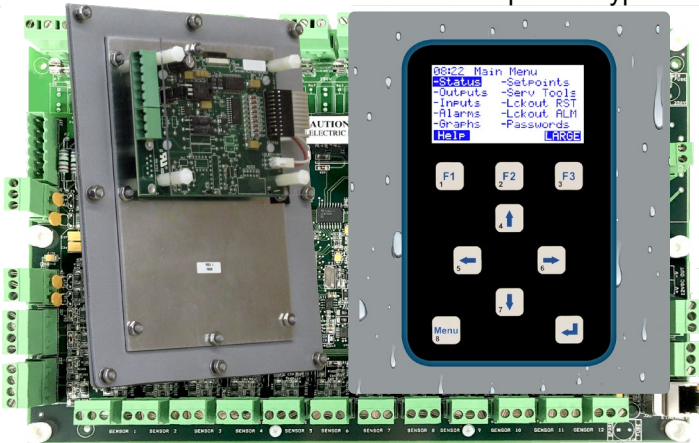 AUTION
ELECTRIC
08:22 Main Menu
-Status -Setpoints
-Outputs -Serv Tools
-Inputs -Lckout RST
-Alarms -Lckout ALM
-Graphs -Passwords
Help LARGE
F1 F2 F3
1 2 3
4
5 6
7
Menu
8
SENSOR 1 SENSOR 2 SENSOR 3 SENSOR 4 SENSOR 5 SENSOR 6 SENSOR 7 SENSOR 8 SENSOR 9 SENSOR 10 SENSOR 11 SENSOR 12